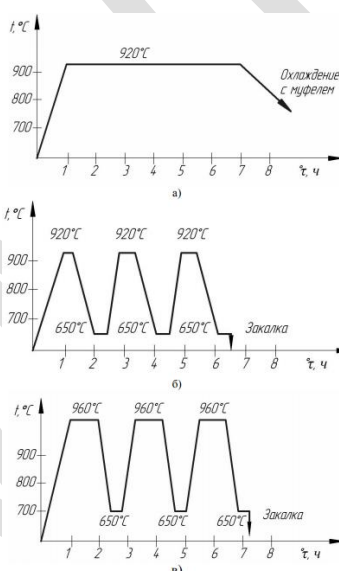 t,°C
920°C
900
800
700
Охлаждение
с муфелем
1 2 3 4 5 6 7 8 °τ, ч
а)
t,°C
920°C 920°C 920°C
900
800
700
650°C 650°C 650°C Закалка
1 2 3 4 5 6 7 8 °τ, ч
б)
t,°C
960°C 960°C 960°C
900
800
700
650°C 650°C 650°C Закалка
1 2 3 4 5 6 7 8 °τ, ч
в)